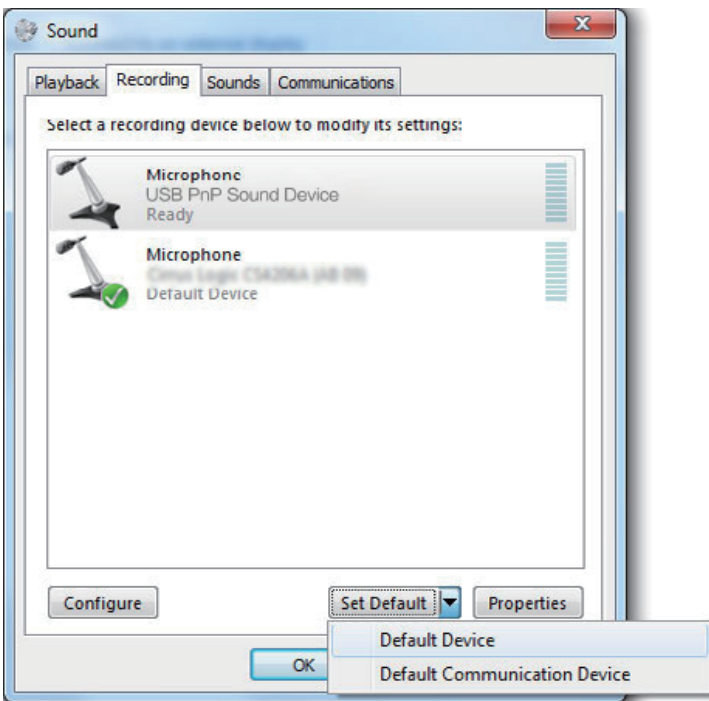 Sound
Playback Recording Sounds Communications
Select a recording device below to modify its settings:
Microphone
USB PnP Sound Device
Ready
Microphone
Default Device
Configure Set Default Properties
Default Device
OK
Default Communication Device